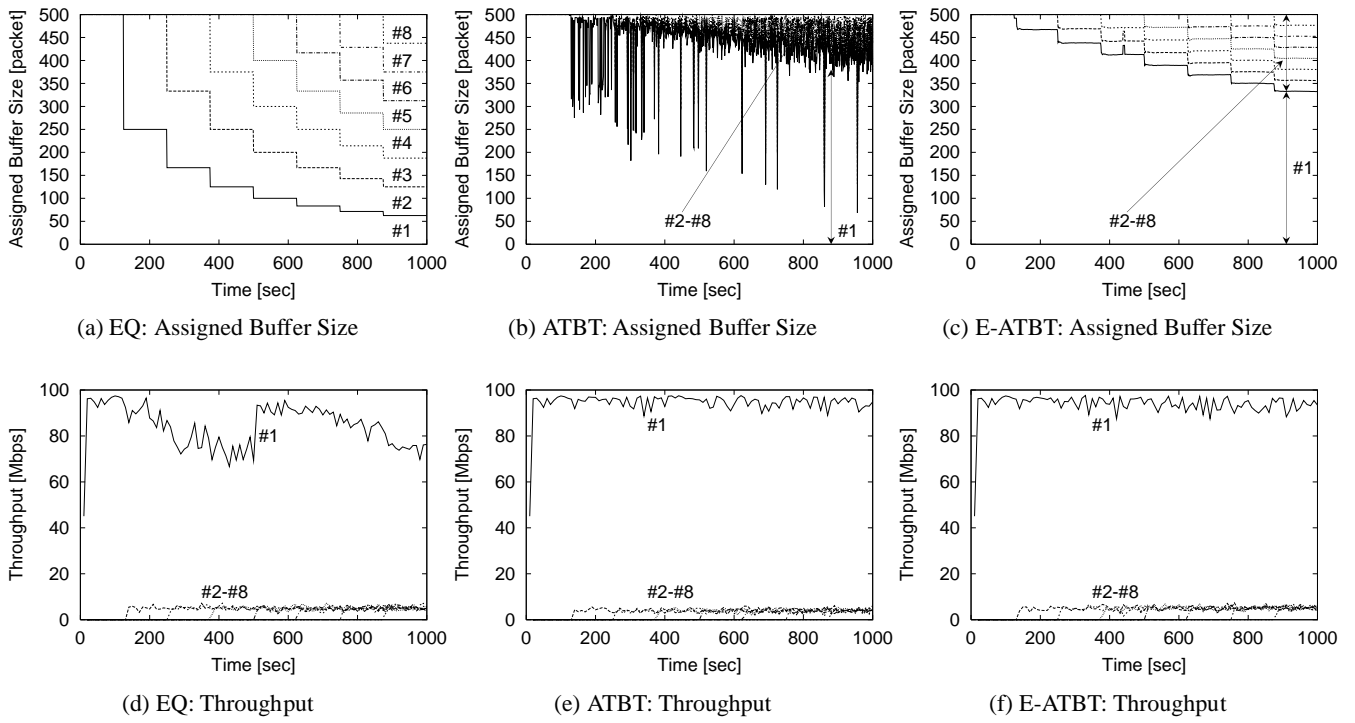 Assigned Buffer Size [packet]
500
450
400
350
300
250
200
150
100
50
0
#8
#7
#6
#5
#4
#3
#2
#1
0 200 400 600 800 1000
Time [sec]
(a) EQ: Assigned Buffer Size
Assigned Buffer Size [packet]
500
450
400
350
300
250
200
150
100
50
0
#2-#8
#1
0 200 400 600 800 1000
Time [sec]
(b) ATBT: Assigned Buffer Size
Assigned Buffer Size [packet]
500
450
400
350
300
250
200
150
100
50
0
#1
#2-#8
0 200 400 600 800 1000
Time [sec]
(c) E-ATBT: Assigned Buffer Size
Throughput [Mbps]
100
80
60
40
20
0
#1
#2-#8
0 200 400 600 800 1000
Time [sec]
(d) EQ: Throughput
Throughput [Mbps]
100
80
60
40
20
0
#1
#2-#8
0 200 400 600 800 1000
Time [sec]
(e) ATBT: Throughput
Throughput [Mbps]
100
80
60
40
20
0
#1
#2-#8
0 200 400 600 800 1000
Time [sec]
(f) E-ATBT: Throughput